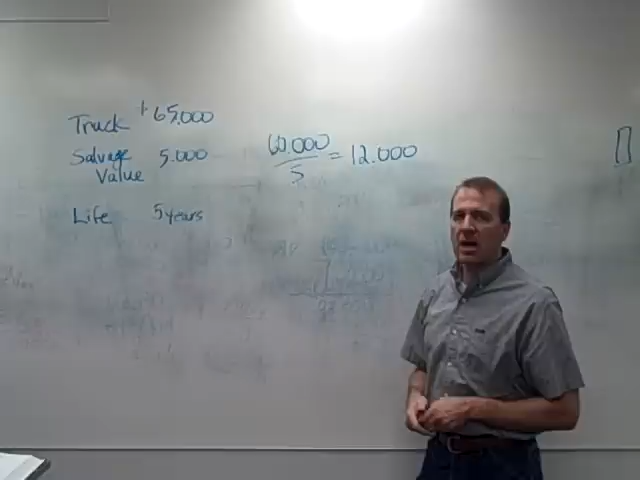 Truck 65.000
Salvage 5.000
Value
Life 5 years
60.000
5
= 12.000